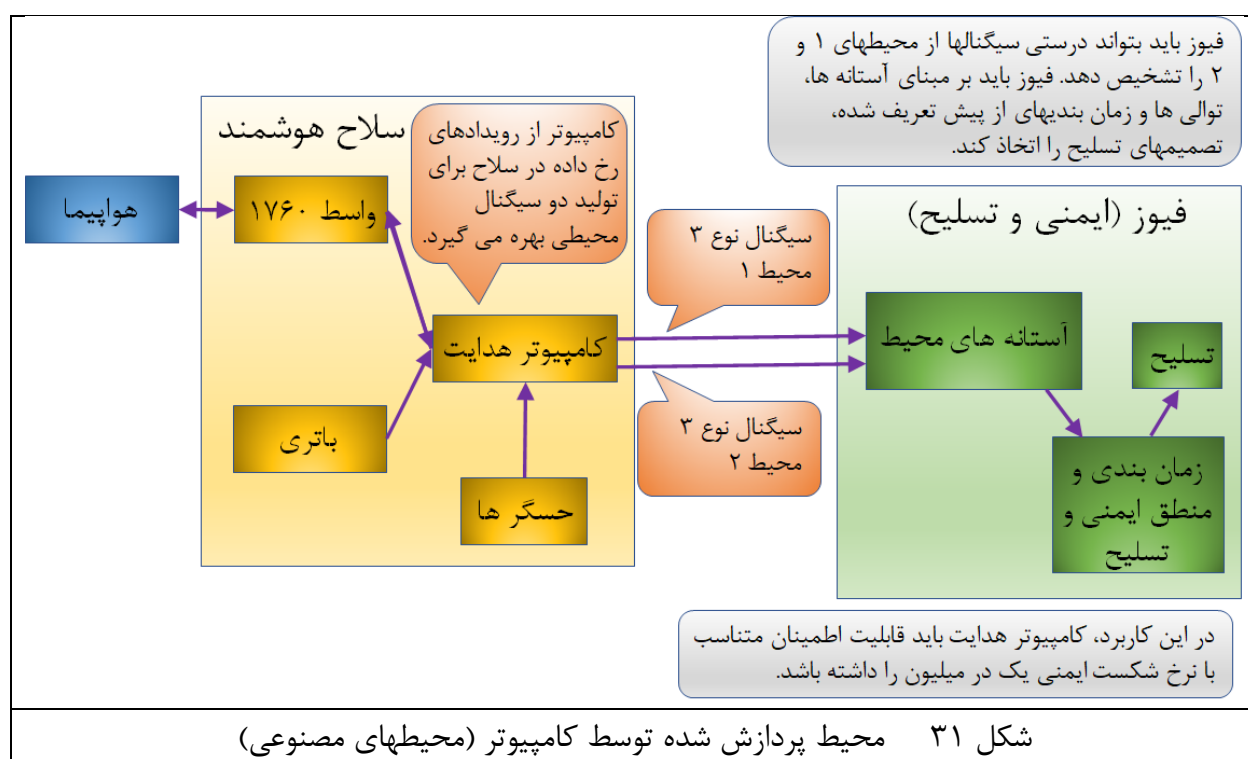 فیوز باید بتواند درستی سیگنالها از محیطهای ۱ و
۲ را تشخیص دهد. فیوز باید بر مبنای آستانه ها،
توالی ها و زمان بندیهای از پیش تعریف شده،
تصمیمهای تسلیح را اتخاذ کند.
سلاح هوشمند
کامپیوتر از رویدادهای
رخ داده در سلاح برای
تولید دو سیگنال
محیطی بهره می گیرد.
هواپیما
واسط ۱۷۶۰
فیوز (ایمنی و تسلیح)
سیگنال نوع ۳
محیط ۱
کامپیوتر هدایت
آستانه های محیط
تسلیح
باتری
سیگنال نوع ۳
محیط ۲
حسگر ها
زمان بندی و
منطق ایمنی و
تسلیح
در این کاربرد، کامپیوتر هدایت باید قابلیت اطمینان متناسب
با نرخ شکست ایمنی یک در میلیون را داشته باشد.
شکل ۳۱ محیط پردازش شده توسط کامپیوتر (محیطهای مصنوعی)